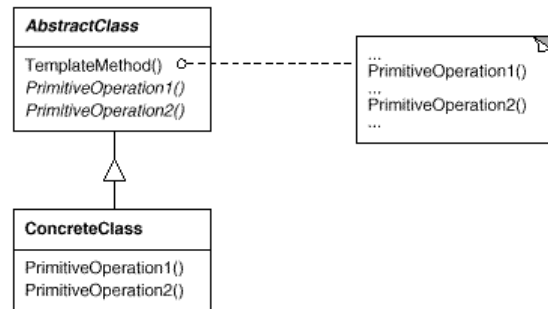 AbstractClass
TemplateMethod()
PrimitiveOperation1()
PrimitiveOperation2()
...
PrimitiveOperation1()
...
PrimitiveOperation2()
...
ConcreteClass
PrimitiveOperation1()
PrimitiveOperation2()